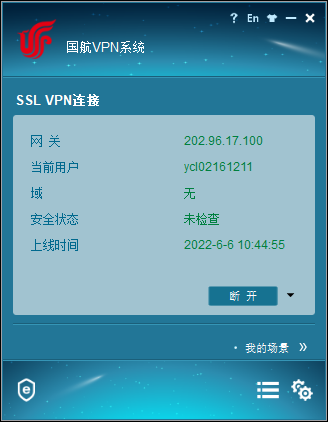 ? En
国航VPN系统
SSL VPN连接
网 关 202.96.17.100
当前用户 ycl02161211
域 无
安全状态 未检查
上线时间 2022-6-6 10:44:55
断 开
· 我的场景 »
e